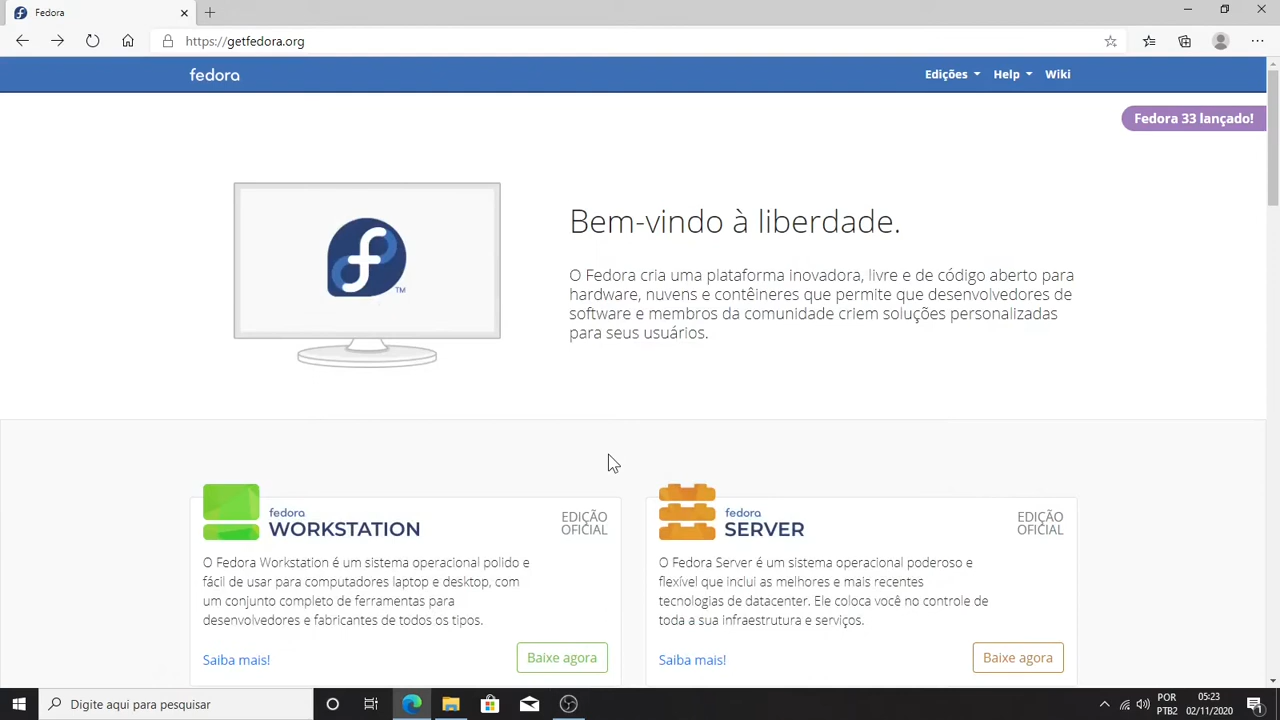 Fedora
https://getfedora.org
fedora
Edições Help Wiki
Fedora 33 lançado!
TM
Bem-vindo à liberdade.
O Fedora cria uma plataforma inovadora, livre e de código aberto para
hardware, nuvens e contêineres que permite que desenvolvedores de
software e membros da comunidade criem soluções personalizadas
para seus usuários.
fedora
WORKSTATION
EDIÇÃO
OFICIAL
O Fedora Workstation é um sistema operacional polido e
fácil de usar para computadores laptop e desktop, com
um conjunto completo de ferramentas para
desenvolvedores e fabricantes de todos os tipos.
Saiba mais!
Baixe agora
fedora
SERVER
EDIÇÃO
OFICIAL
O Fedora Server é um sistema operacional poderoso e
flexível que inclui as melhores e mais recentes
tecnologias de datacenter. Ele coloca você no controle de
toda a sua infraestrutura e serviços.
Saiba mais!
Baixe agora
Digite aqui para pesquisar
POR
PTB2
05:23
02/11/2020
1